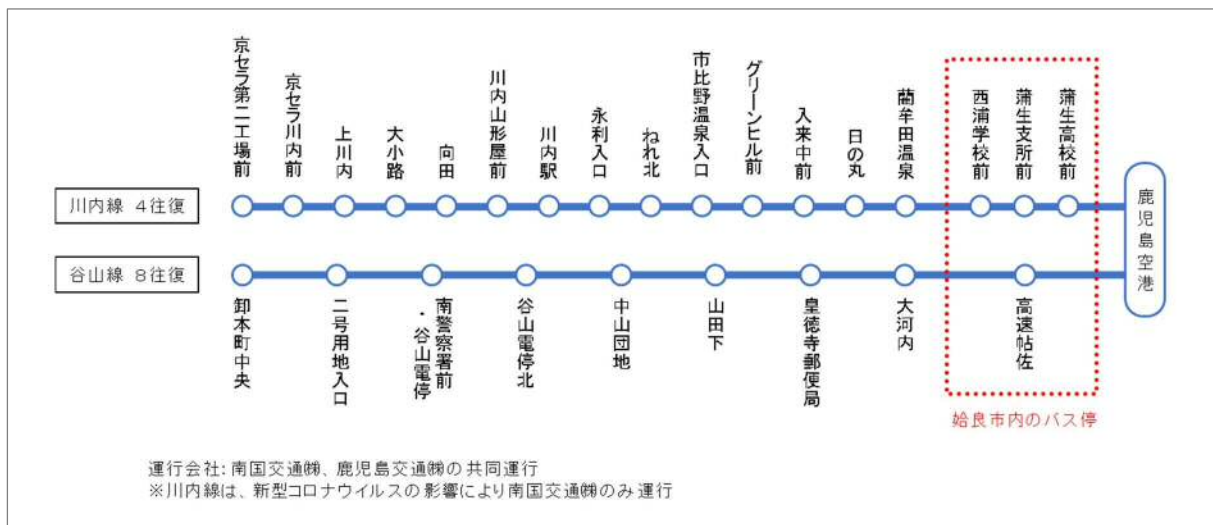 京セラ第二工場前
京セラ川内前
上川内
大小路
向田
川内山形屋前
川内駅
永利入口
ねれ北
市比野温泉入口
グリーンヒル前
入来中前
日の丸
藺牟田温泉
西浦学校前
蒲生支所前
蒲生高校前
川内線 4往復
鹿児島空港
谷山線 8往復
卸本町中央
二号用地入口
南警察署前
・谷山電停
谷山電停北
中山団地
山田下
皇徳寺郵便局
大河内
高速帖佐
姶良市内のバス停
運行会社:南国交通㈱、鹿児島交通㈱の共同運行
※川内線は、新型コロナウイルスの影響により南国交通㈱のみ運行